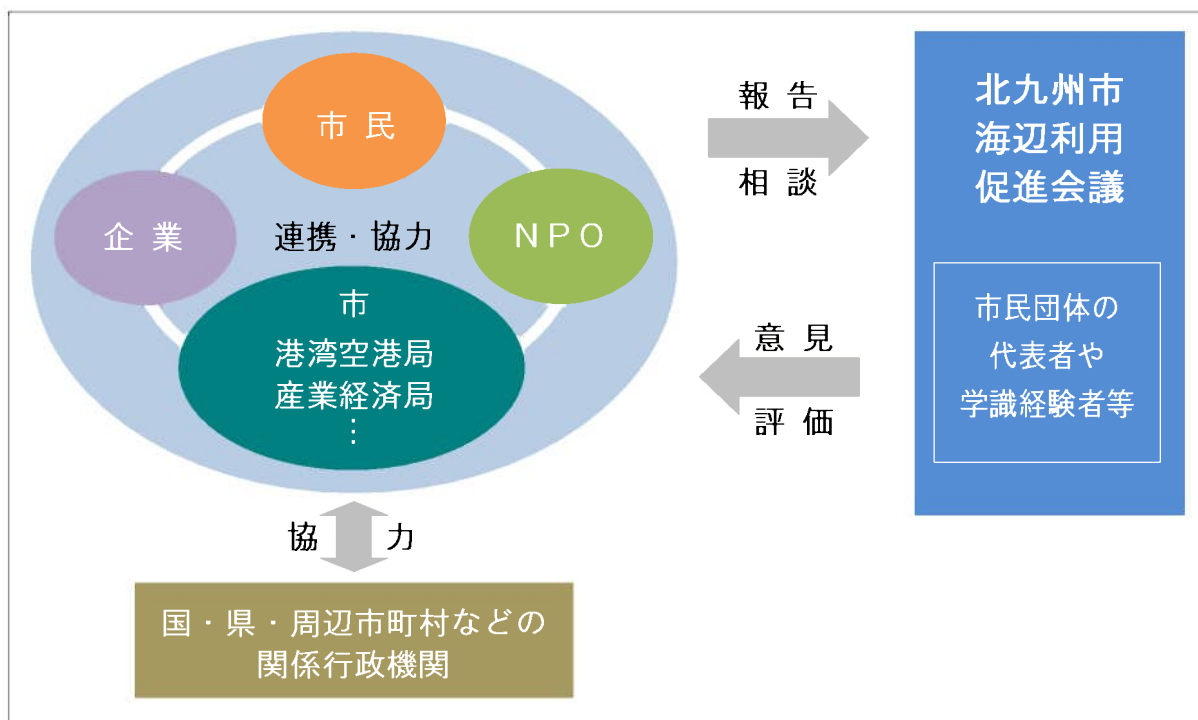 市 民
企 業
連携・協力
ＮＰＯ
市
港湾空港局
産業経済局
⋮
報 告
相 談
意 見
評 価
北九州市
海辺利用
促進会議
市民団体の
代表者や
学識経験者等
協 力
国・県・周辺市町村などの
関係行政機関